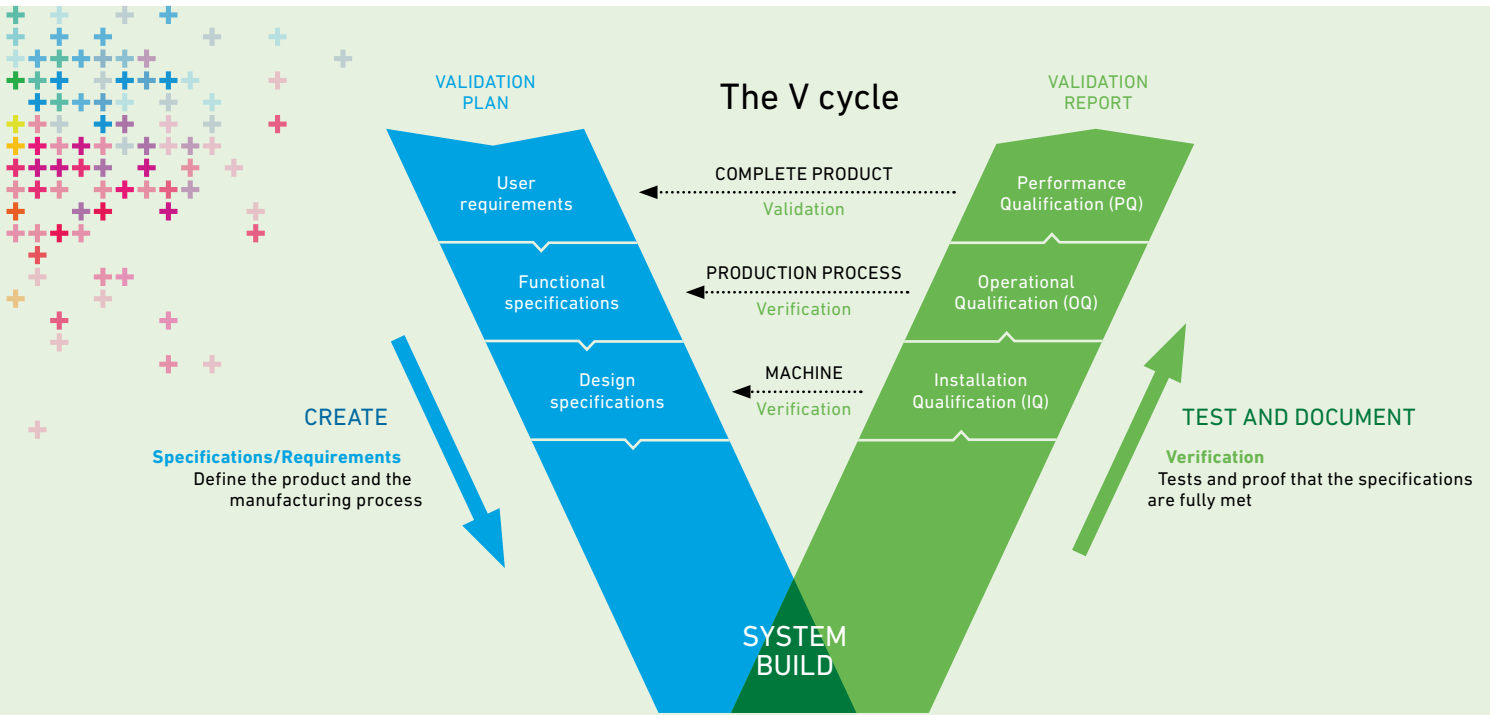 The V cycle
VALIDATION
PLAN
VALIDATION
REPORT
User
requirements
COMPLETE PRODUCT
Validation
Performance
Qualification (PQ)
Functional
specifications
PRODUCTION PROCESS
Verification
Operational
Qualification (OQ)
Design
specifications
MACHINE
Verification
Installation
Qualification (IQ)
CREATE
Specifications/Requirements
Define the product and the
manufacturing process
TEST AND DOCUMENT
Verification
Tests and proof that the specifications
are fully met
SYSTEM
BUILD